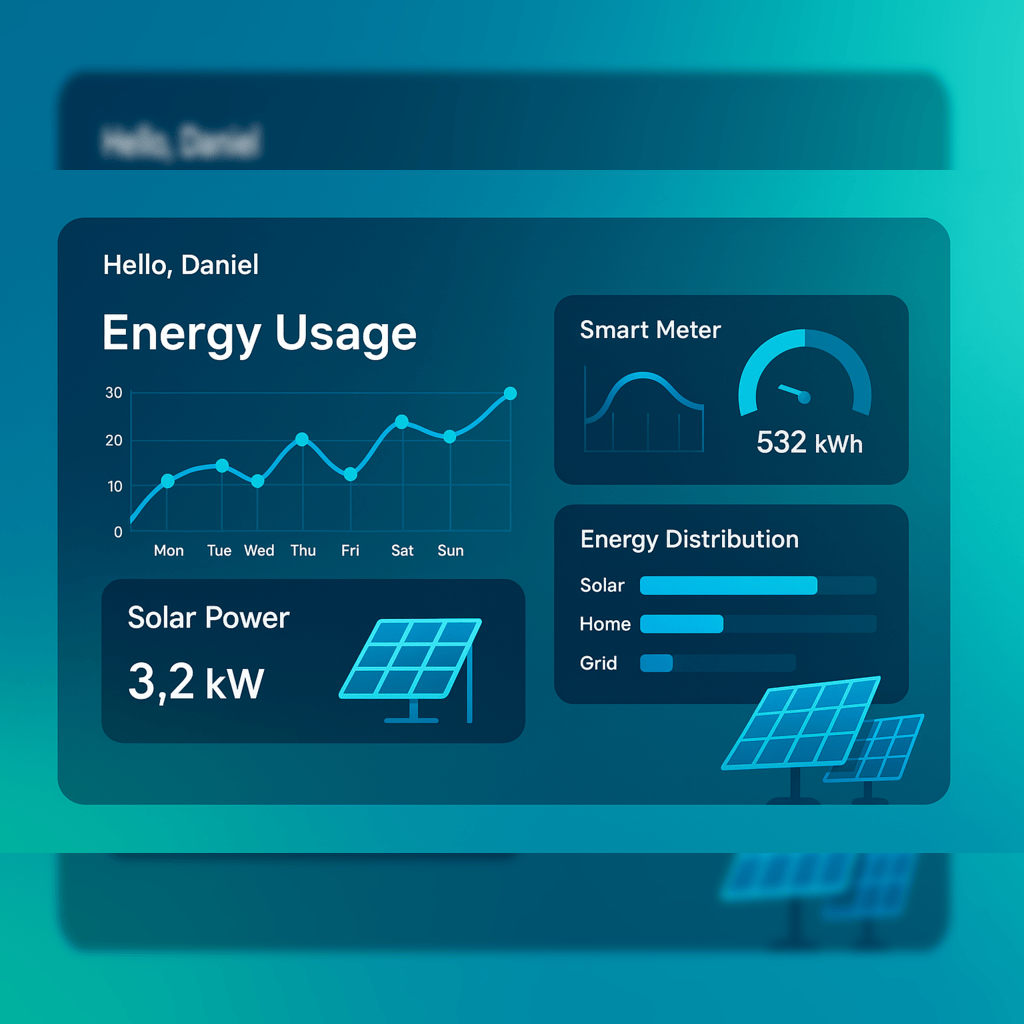 Hello, Daniel
Hello, Daniel
Energy Usage
30
20
10
0
Mon Tue Wed Thu Fri Sat Sun
Solar Power
3,2 kW
Smart Meter
532 kWh
Energy Distribution
Solar
Home
Grid